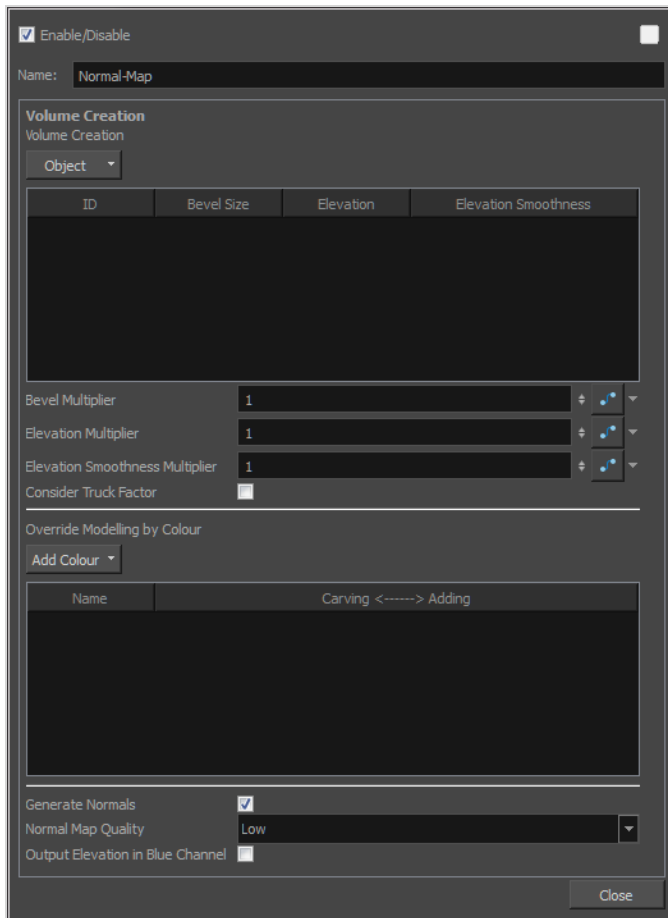 Enable/Disable
Name: Normal-Map
Volume Creation
Volume Creation
Object
ID Bevel Size Elevation Elevation Smoothness
Bevel Multiplier 1
Elevation Multiplier 1
Elevation Smoothness Multiplier 1
Consider Truck Factor
Override Modelling by Colour
Add Colour
Name Carving <------> Adding
Generate Normals
Normal Map Quality Low
Output Elevation in Blue Channel
Close